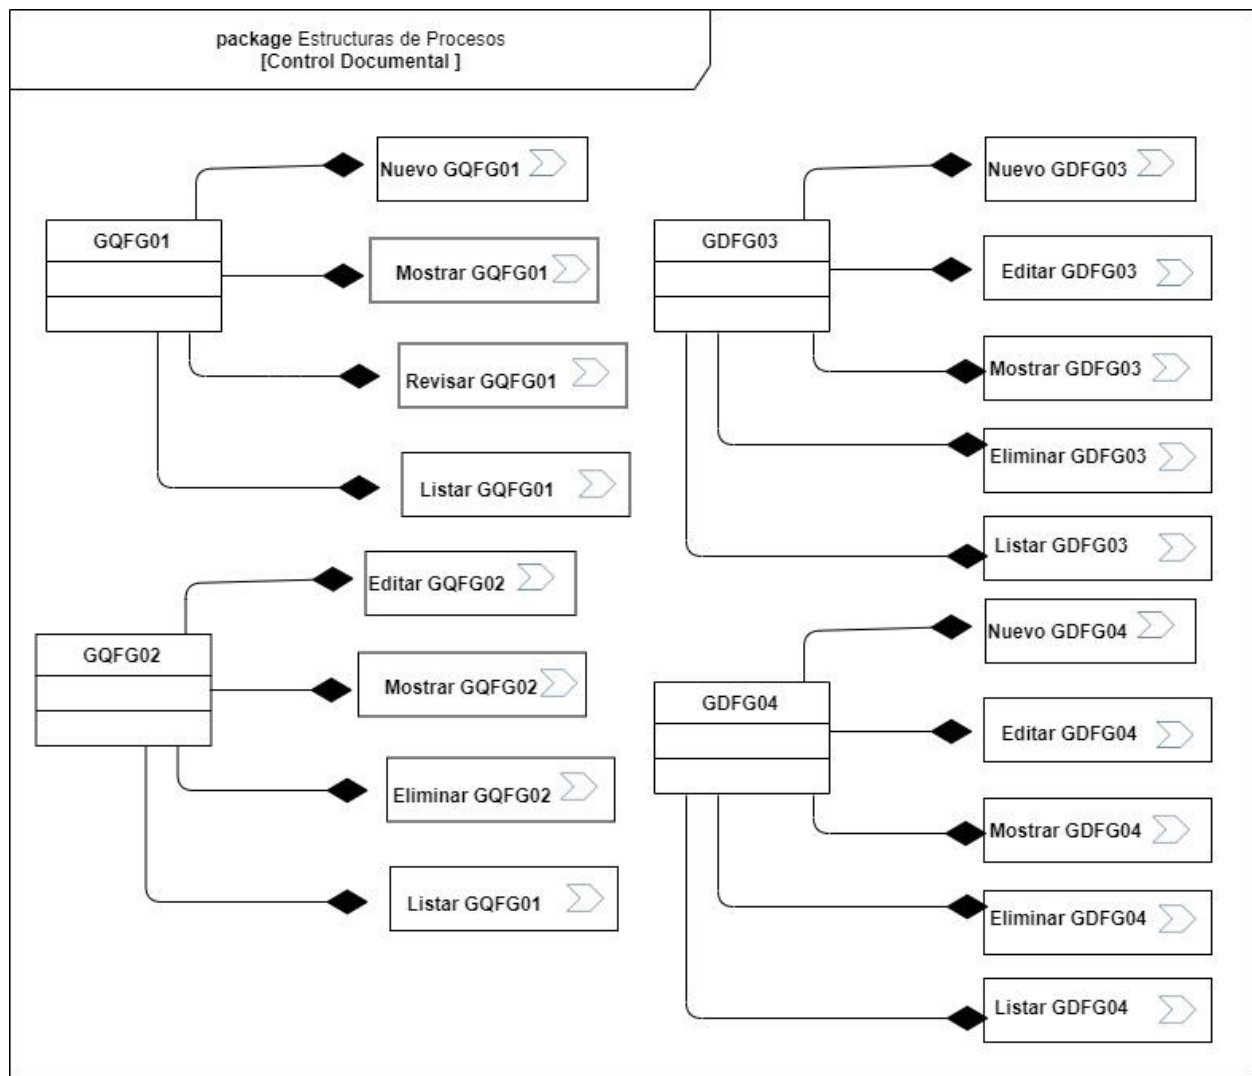 package Estructuras de Procesos
[Control Documental ]
Nuevo GQFG01
GQFG01
Mostrar GQFG01
Revisar GQFG01
Listar GQFG01
Editar GQFG02
GQFG02
Mostrar GQFG02
Eliminar GQFG02
Listar GQFG01
Nuevo GDFG03
GDFG03
Editar GDFG03
Mostrar GDFG03
Eliminar GDFG03
Listar GDFG03
Nuevo GDFG04
GDFG04
Editar GDFG04
Mostrar GDFG04
Eliminar GDFG04
Listar GDFG04